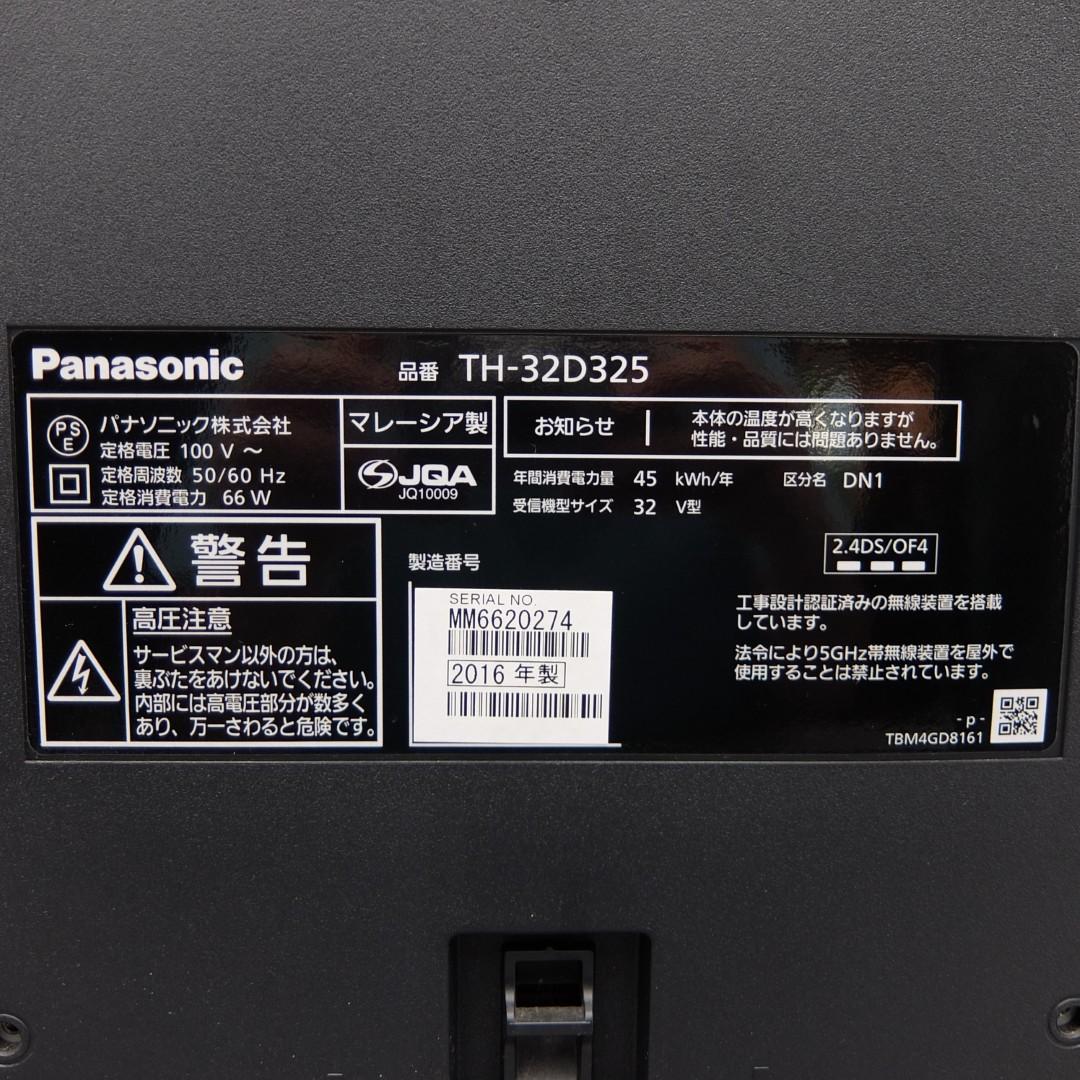 Panasonic
品番 TH-32D325
PS
E
パナソニック株式会社
定格電圧 100 V ～
定格周波数 50/60 Hz
定格消費電力 66 W
マレーシア製
JQA
JQ10009
お知らせ
本体の温度が高くなりますが
性能・品質には問題ありません。
年間消費電力量 45 kWh/年 区分名 DN1
受信機型サイズ 32 V型
警告
高圧注意
サービスマン以外の方は、
裏ぶたをあけないでください。
内部には高電圧部分が数多く
あり、万一さわると危険です。
製造番号
SERIAL NO.
MM6620274
2016 年製
2.4DS/OF4
工事設計認証済みの無線装置を搭載
しています。
法令により5GHz帯無線装置を屋外で
使用することは禁止されています。
- p -
TBM4GD8161